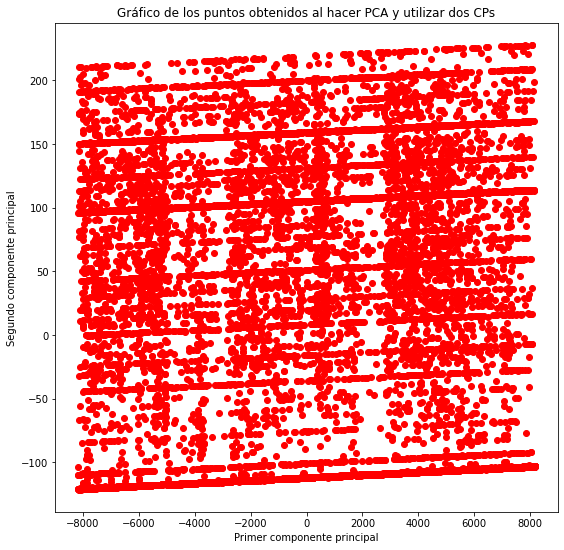 Gráfico de los puntos obtenidos al hacer PCA y utilizar dos CPs
200
150
100
50
0
−50
−100
Segundo componente principal
−8000 −6000 −4000 −2000 0 2000 4000 6000 8000
Primer componente principal